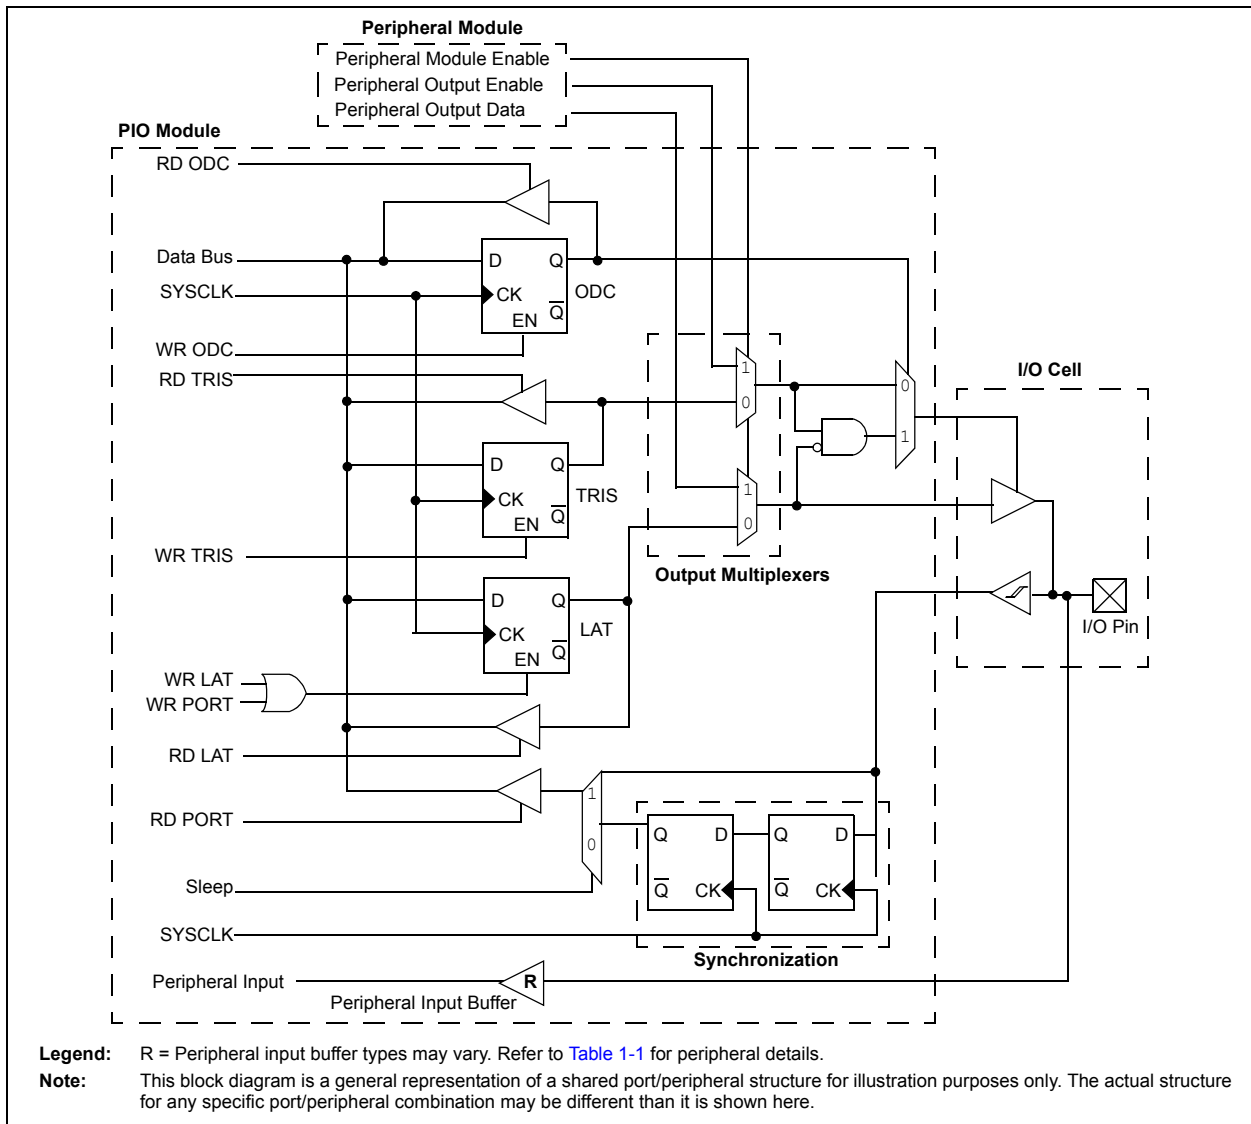 Peripheral Module
Peripheral Module Enable
Peripheral Output Enable
Peripheral Output Data
PIO Module
RD ODC
Data Bus
D
Q
SYSCLK
CK
ODC
Q
EN
WR ODC
RD TRIS
1
0
I/O Cell
0
1
D
Q
CK
TRIS
Q
EN
1
0
WR TRIS
Output Multiplexers
D
Q
CK
LAT
Q
EN
I/O Pin
WR LAT
WR PORT
RD LAT
1
0
RD PORT
Q
D
Q
D
Q
CK
Q
CK
Sleep
SYSCLK
Synchronization
Peripheral Input
R
Peripheral Input Buffer
Legend: R = Peripheral input buffer types may vary. Refer to Table 1-1 for peripheral details.
Note: This block diagram is a general representation of a shared port/peripheral structure for illustration purposes only. The actual structure
for any specific port/peripheral combination may be different than it is shown here.